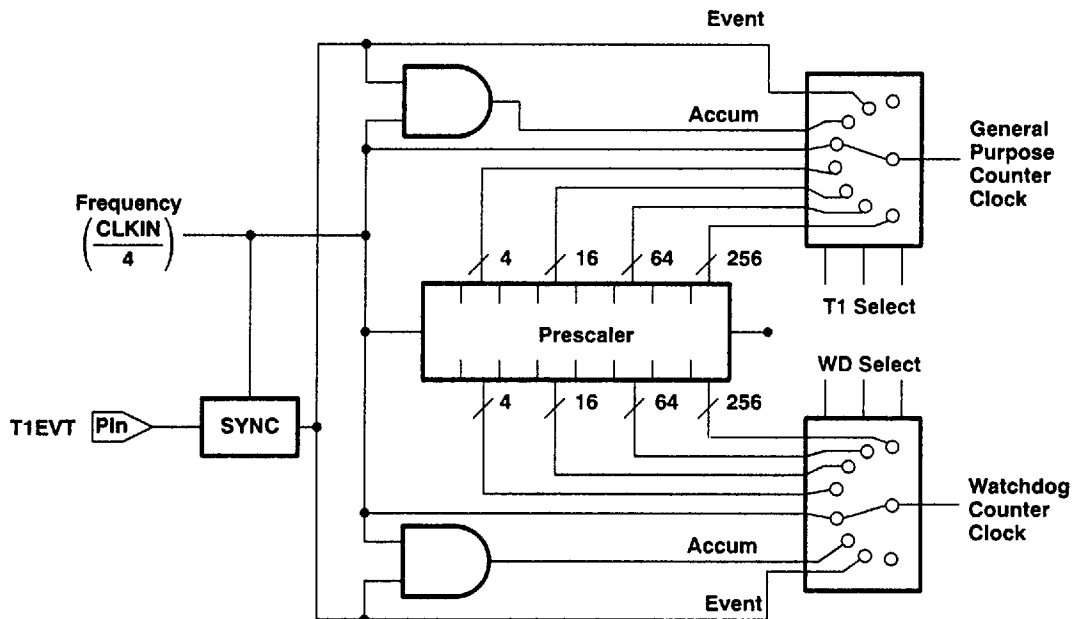 Event
Accum
General
Purpose
Counter
Clock
Frequency
(CLKIN/4)
4
16
64
256
T1 Select
Prescaler
WD Select
4
16
64
256
T1EVT
Pin
SYNC
Watchdog
Counter
Clock
Accum
Event